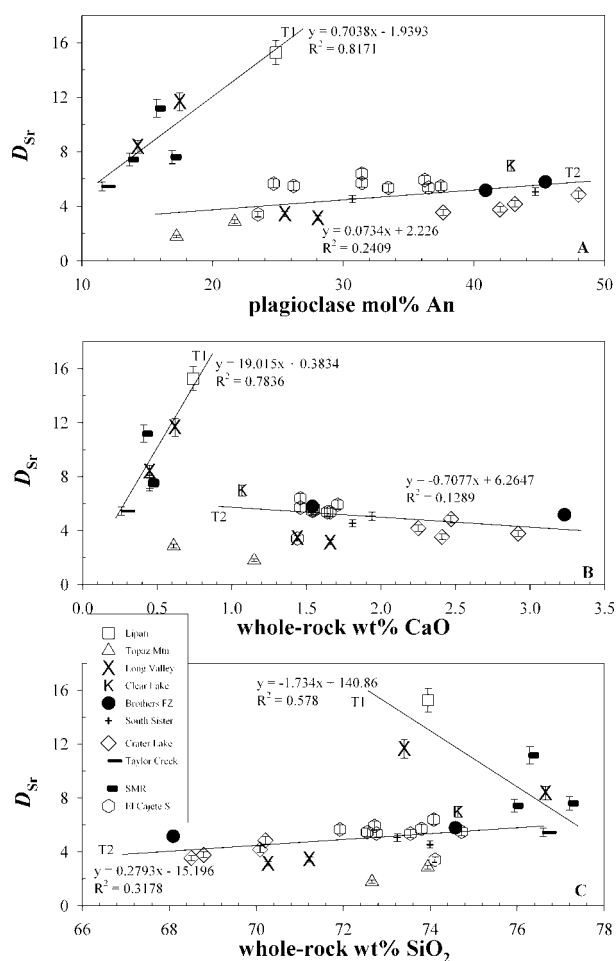 16
12
8
4
0
D_Sr
T1
y = 0.7038x - 1.9393
R² = 0.8171
K
T2
y = 0.0734x + 2.226
R² = 0.2409
A
10
20
30
40
50
plagioclase mol% An
16
12
8
4
0
D_Sr
T1
y = 19.015x - 0.3834
R² = 0.7836
K
y = -0.7077x + 6.2647
R² = 0.1289
T2
B
0.0
0.5
1.0
1.5
2.0
2.5
3.0
3.5
whole-rock wt% CaO
Lipari
Topaz Mtn
Long Valley
K Clear Lake
Brothers FZ
South Sister
Crater Lake
Taylor Creek
SMR
El Cajete S
16
12
8
4
0
D_Sr
y = -1.734x + 140.86
R² = 0.578
T1
K
T2
y = 0.2793x - 15.196
R² = 0.3178
C
66
68
70
72
74
76
78
whole-rock wt% SiO₂